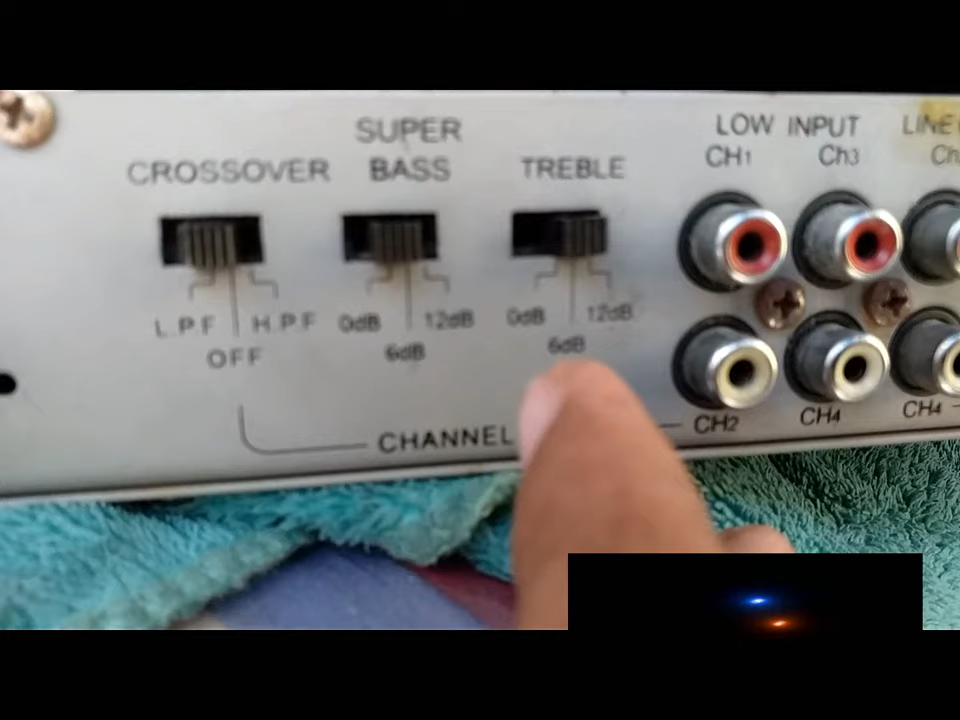 CROSSOVER
L.P.F
H.P.F
OFF
SUPER
BASS
0dB
12dB
6dB
TREBLE
0dB
12dB
6dB
CHANNEL
LOW INPUT
CH1
Ch3
CH2
CH4
LINE
CH4